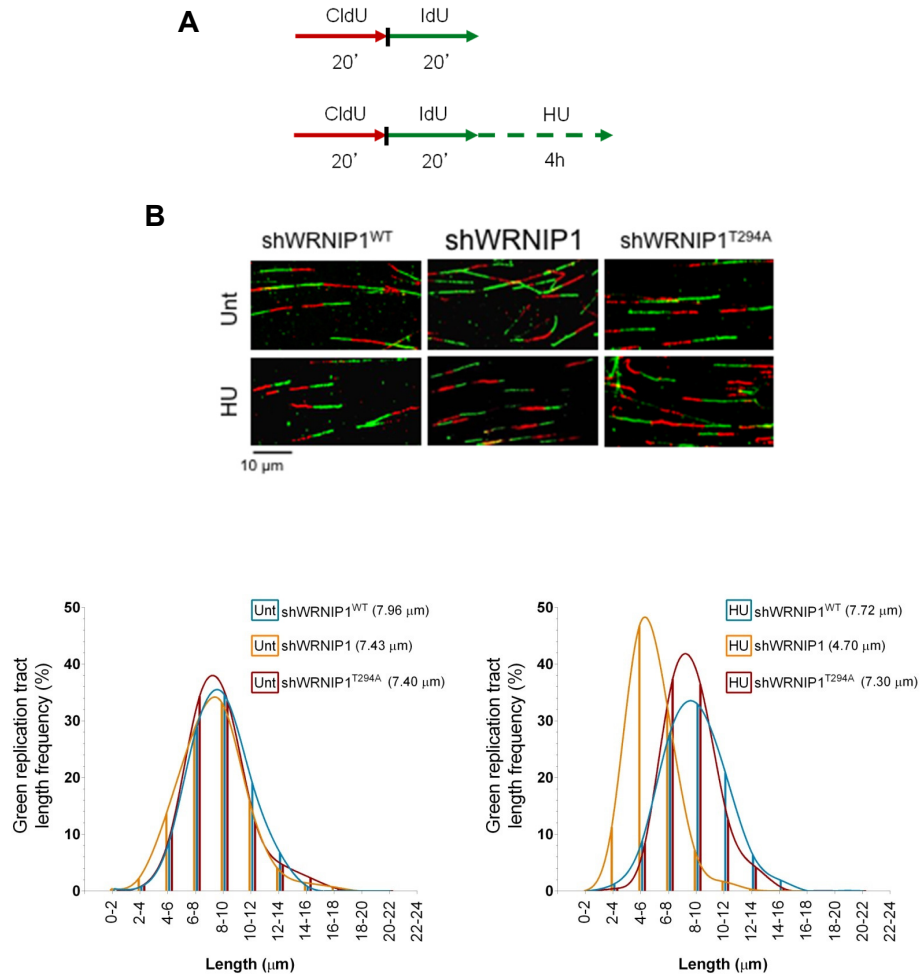 A
CldU IdU
20' 20'
CldU IdU HU
20' 20' 4h
B
shWRNIP1WT shWRNIP1 shWRNIP1T294A
Unt
HU
10 µm
Green replication tract
length frequency (%)
50
40
30
20
10
0
Unt shWRNIP1WT (7.96 µm)
Unt shWRNIP1 (7.43 µm)
Unt shWRNIP1T294A (7.40 µm)
0-2 2-4 4-6 6-8 8-10 10-12 12-14 14-16 16-18 18-20 20-22 22-24
Length (µm)
Green replication tract
length frequency (%)
50
40
30
20
10
0
HU shWRNIP1WT (7.72 µm)
HU shWRNIP1 (4.70 µm)
HU shWRNIP1T294A (7.30 µm)
0-2 2-4 4-6 6-8 8-10 10-12 12-14 14-16 16-18 18-20 20-22 22-24
Length (µm)